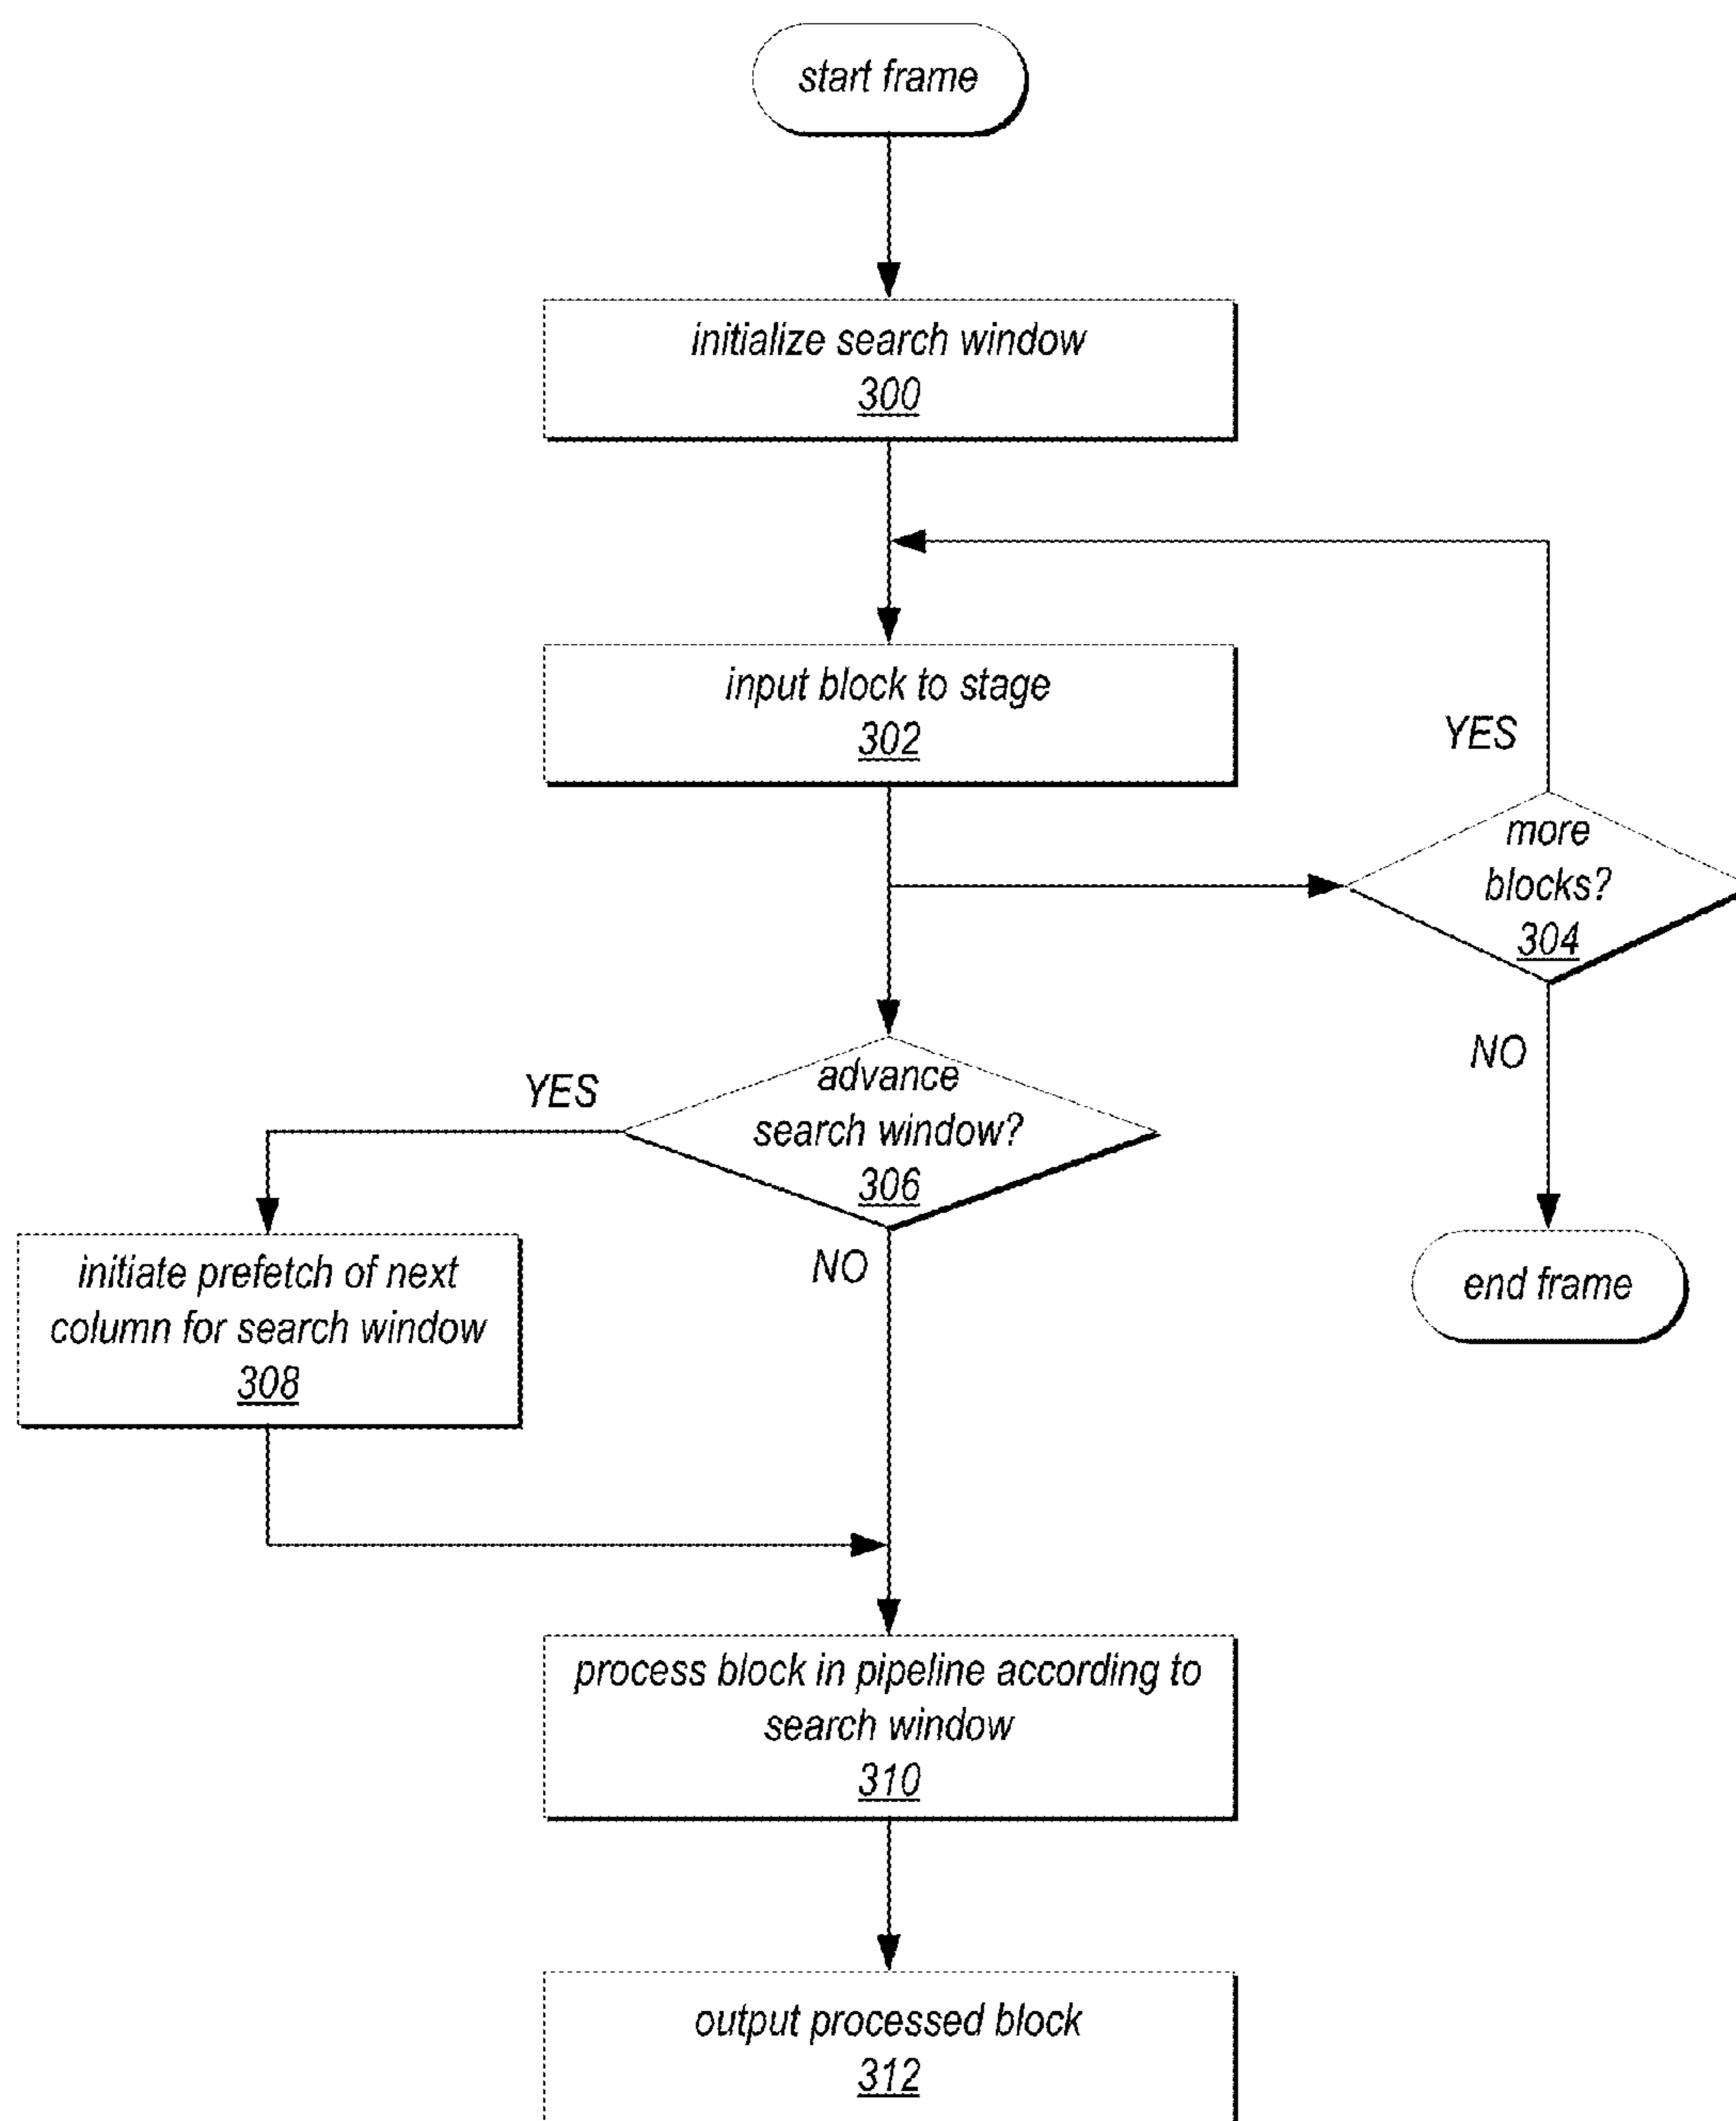 start frame
initialize search window
300
input block to stage
302
YES
more
blocks?
304
NO
advance
search window?
306
YES
NO
end frame
initiate prefetch of next
column for search window
308
process block in pipeline according to
search window
310
output processed block
312